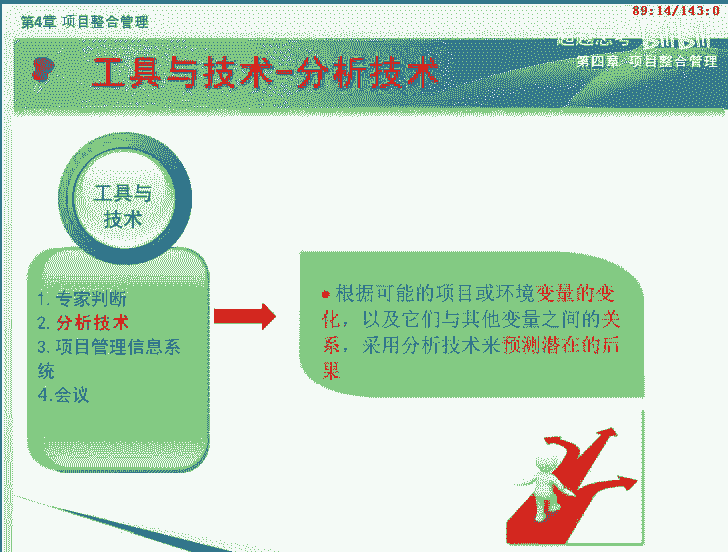 89:14/143:0
第4章 项目整合管理
bilibili
第四章 项目整合管理
工具与技术-分析技术
工具与
技术
1. 专家判断
2. 分析技术
3. 项目管理信息系
统
4.会议
• 根据可能的项目或环境变量的变
化，以及它们与其他变量之间的关
系，采用分析技术来预测潜在的后
果